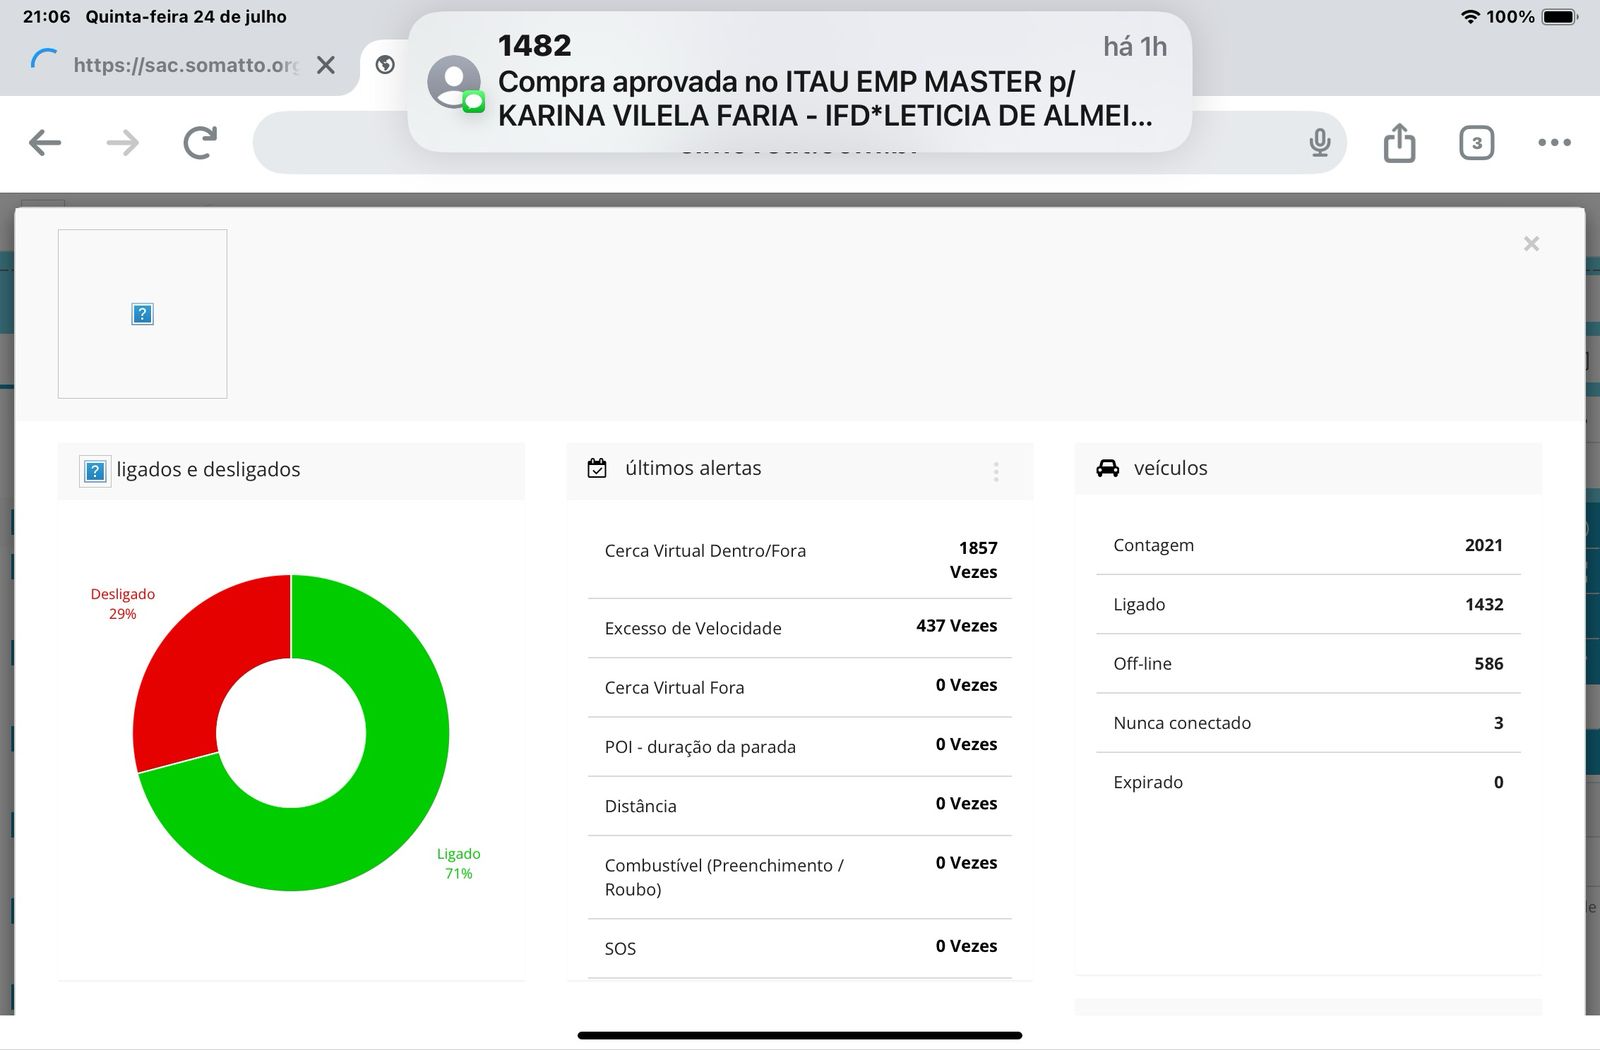 21:06 Quinta-feira 24 de julho
100%
https://sac.somatto.org
1482
há 1h
Compra aprovada no ITAU EMP MASTER p/
KARINA VILELA FARIA - IFD*LETICIA DE ALMEI...
3
ligados e desligados
Desligado
29%
Ligado
71%
últimos alertas
Cerca Virtual Dentro/Fora
1857
Vezes
Excesso de Velocidade
437 Vezes
Cerca Virtual Fora
0 Vezes
POI - duração da parada
0 Vezes
Distância
0 Vezes
Combustível (Preenchimento /
Roubo)
0 Vezes
SOS
0 Vezes
veículos
Contagem
2021
Ligado
1432
Off-line
586
Nunca conectado
3
Expirado
0